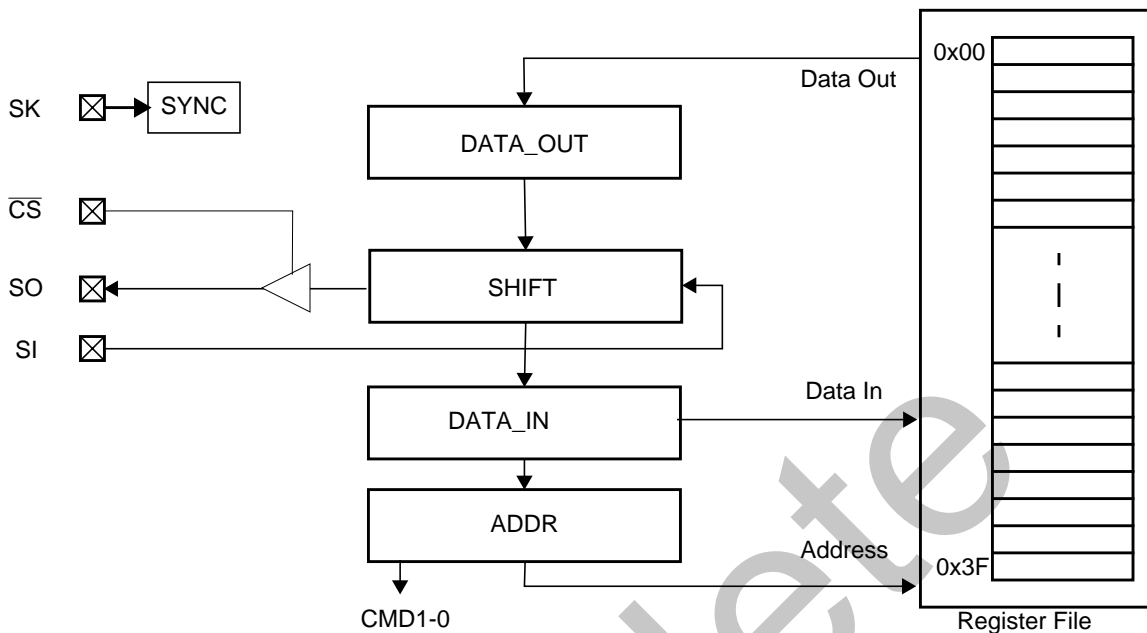 0x00
Data Out
SK
SYNC
DATA_OUT
C̅S̅
SO
SHIFT
SI
Data In
DATA_IN
ADDR
Address
0x3F
CMD1-0
Register File